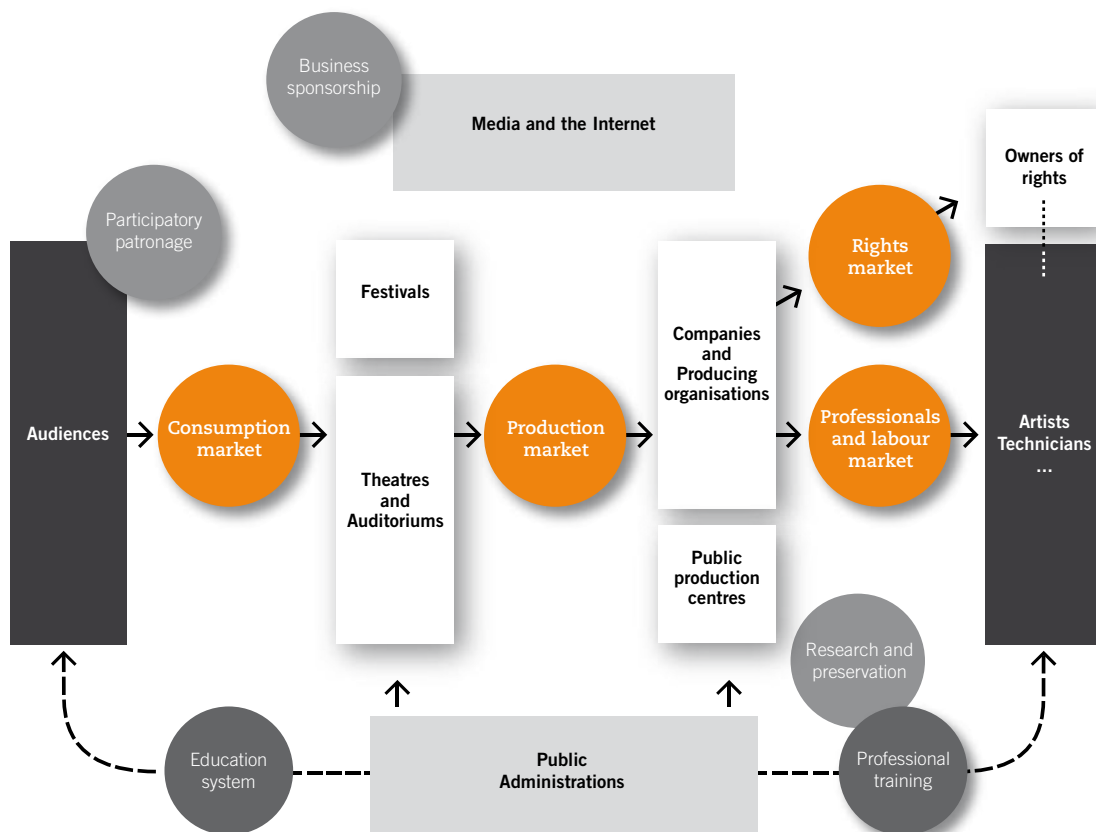 Business
sponsorship
Media and the Internet
Owners of
rights
Participatory
patronage
Rights
market
Festivals
Companies
and
Producing
organisations
Audiences
Consumption
market
Theatres
and
Auditoriums
Production
market
Professionals
and labour
market
Artists
Technicians
...
Public
production
centres
Research and
preservation
Education
system
Public
Administrations
Professional
training